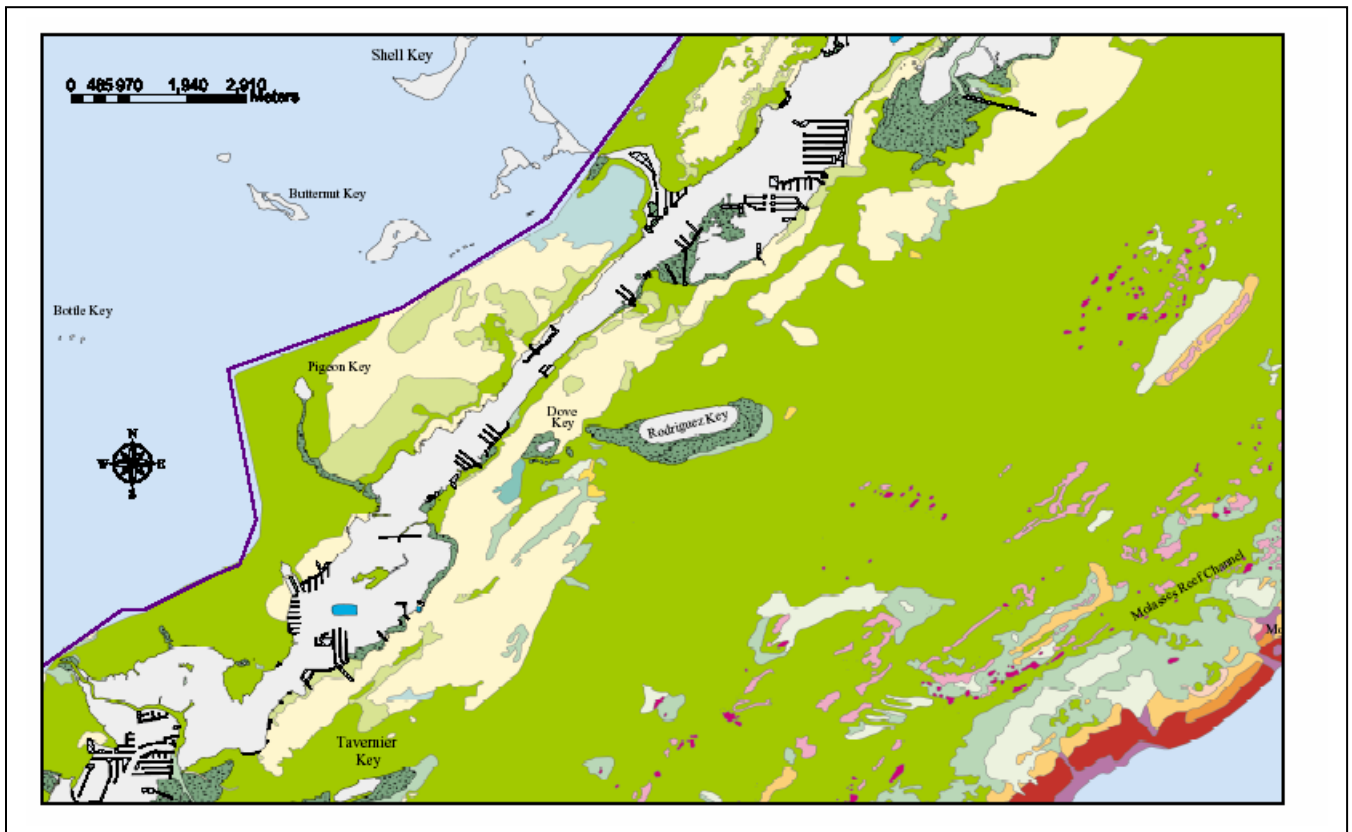 Shell Key
0 485 970 1,940 2,910
Meters
Butternut Key
Bottle Key
Pigeon Key
Dove
Key
Rodriguez Key
N
W E
S
Molasses Reef Channel
Mo
Tavernier
Key